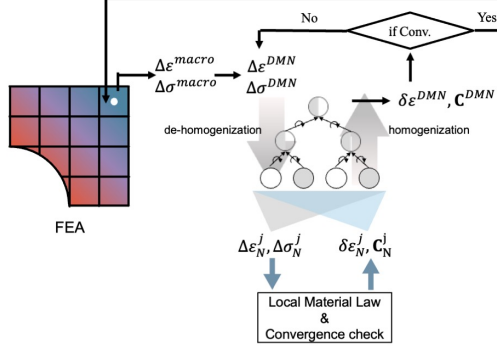 No
if Conv.
Yes
Δε^{macro}
Δσ^{macro}
Δε^{DMN}
Δσ^{DMN}
δε^{DMN}, C^{DMN}
de-homogenization
homogenization
FEA
Δε_N^j, Δσ_N^j
δε_N^j, C_N^j
Local Material Law
&
Convergence check